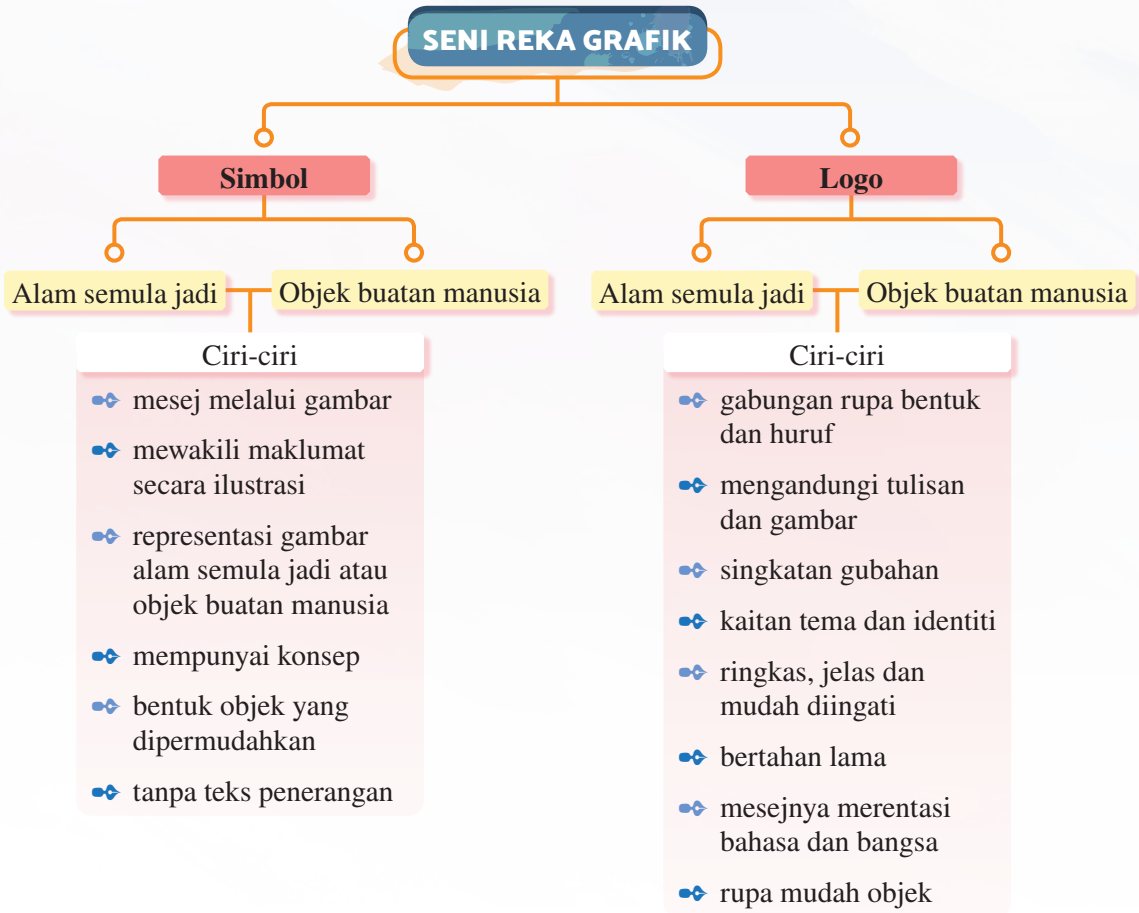 SENI REKA GRAFIK
Simbol
Alam semula jadi
Objek buatan manusia
Ciri-ciri
mesej melalui gambar
mewakili maklumat
secara ilustrasi
representasi gambar
alam semula jadi atau
objek buatan manusia
mempunyai konsep
bentuk objek yang
dipermudahkan
tanpa teks penerangan
Logo
Alam semula jadi
Objek buatan manusia
Ciri-ciri
gabungan rupa bentuk
dan huruf
mengandungi tulisan
dan gambar
singkatan gubahan
kaitan tema dan identiti
ringkas, jelas dan
mudah diingati
bertahan lama
mesejnya merentasi
bahasa dan bangsa
rupa mudah objek